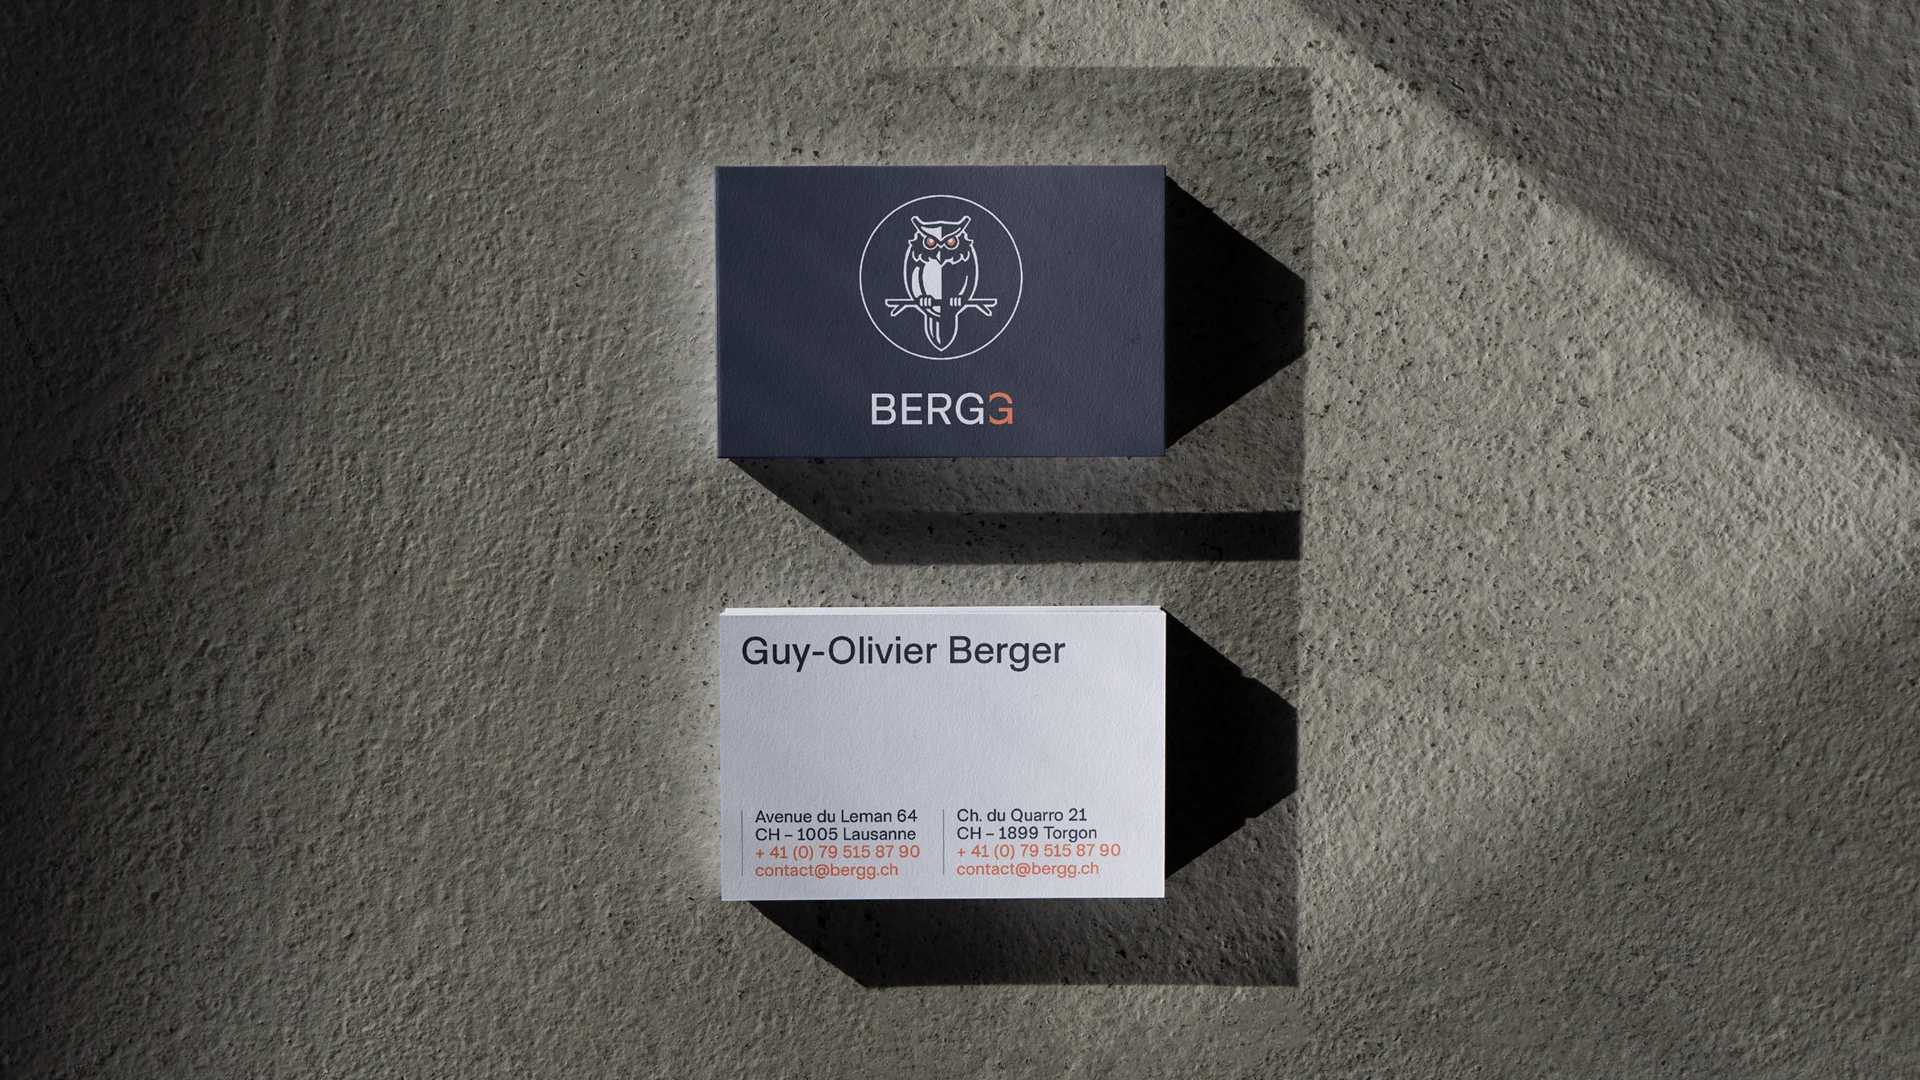 BERGG
Guy-Olivier Berger
Avenue du Leman 64
CH – 1005 Lausanne
+ 41 (0) 79 515 87 90
contact@bergg.ch
Ch. du Quarro 21
CH – 1899 Torgon
+ 41 (0) 79 515 87 90
contact@bergg.ch